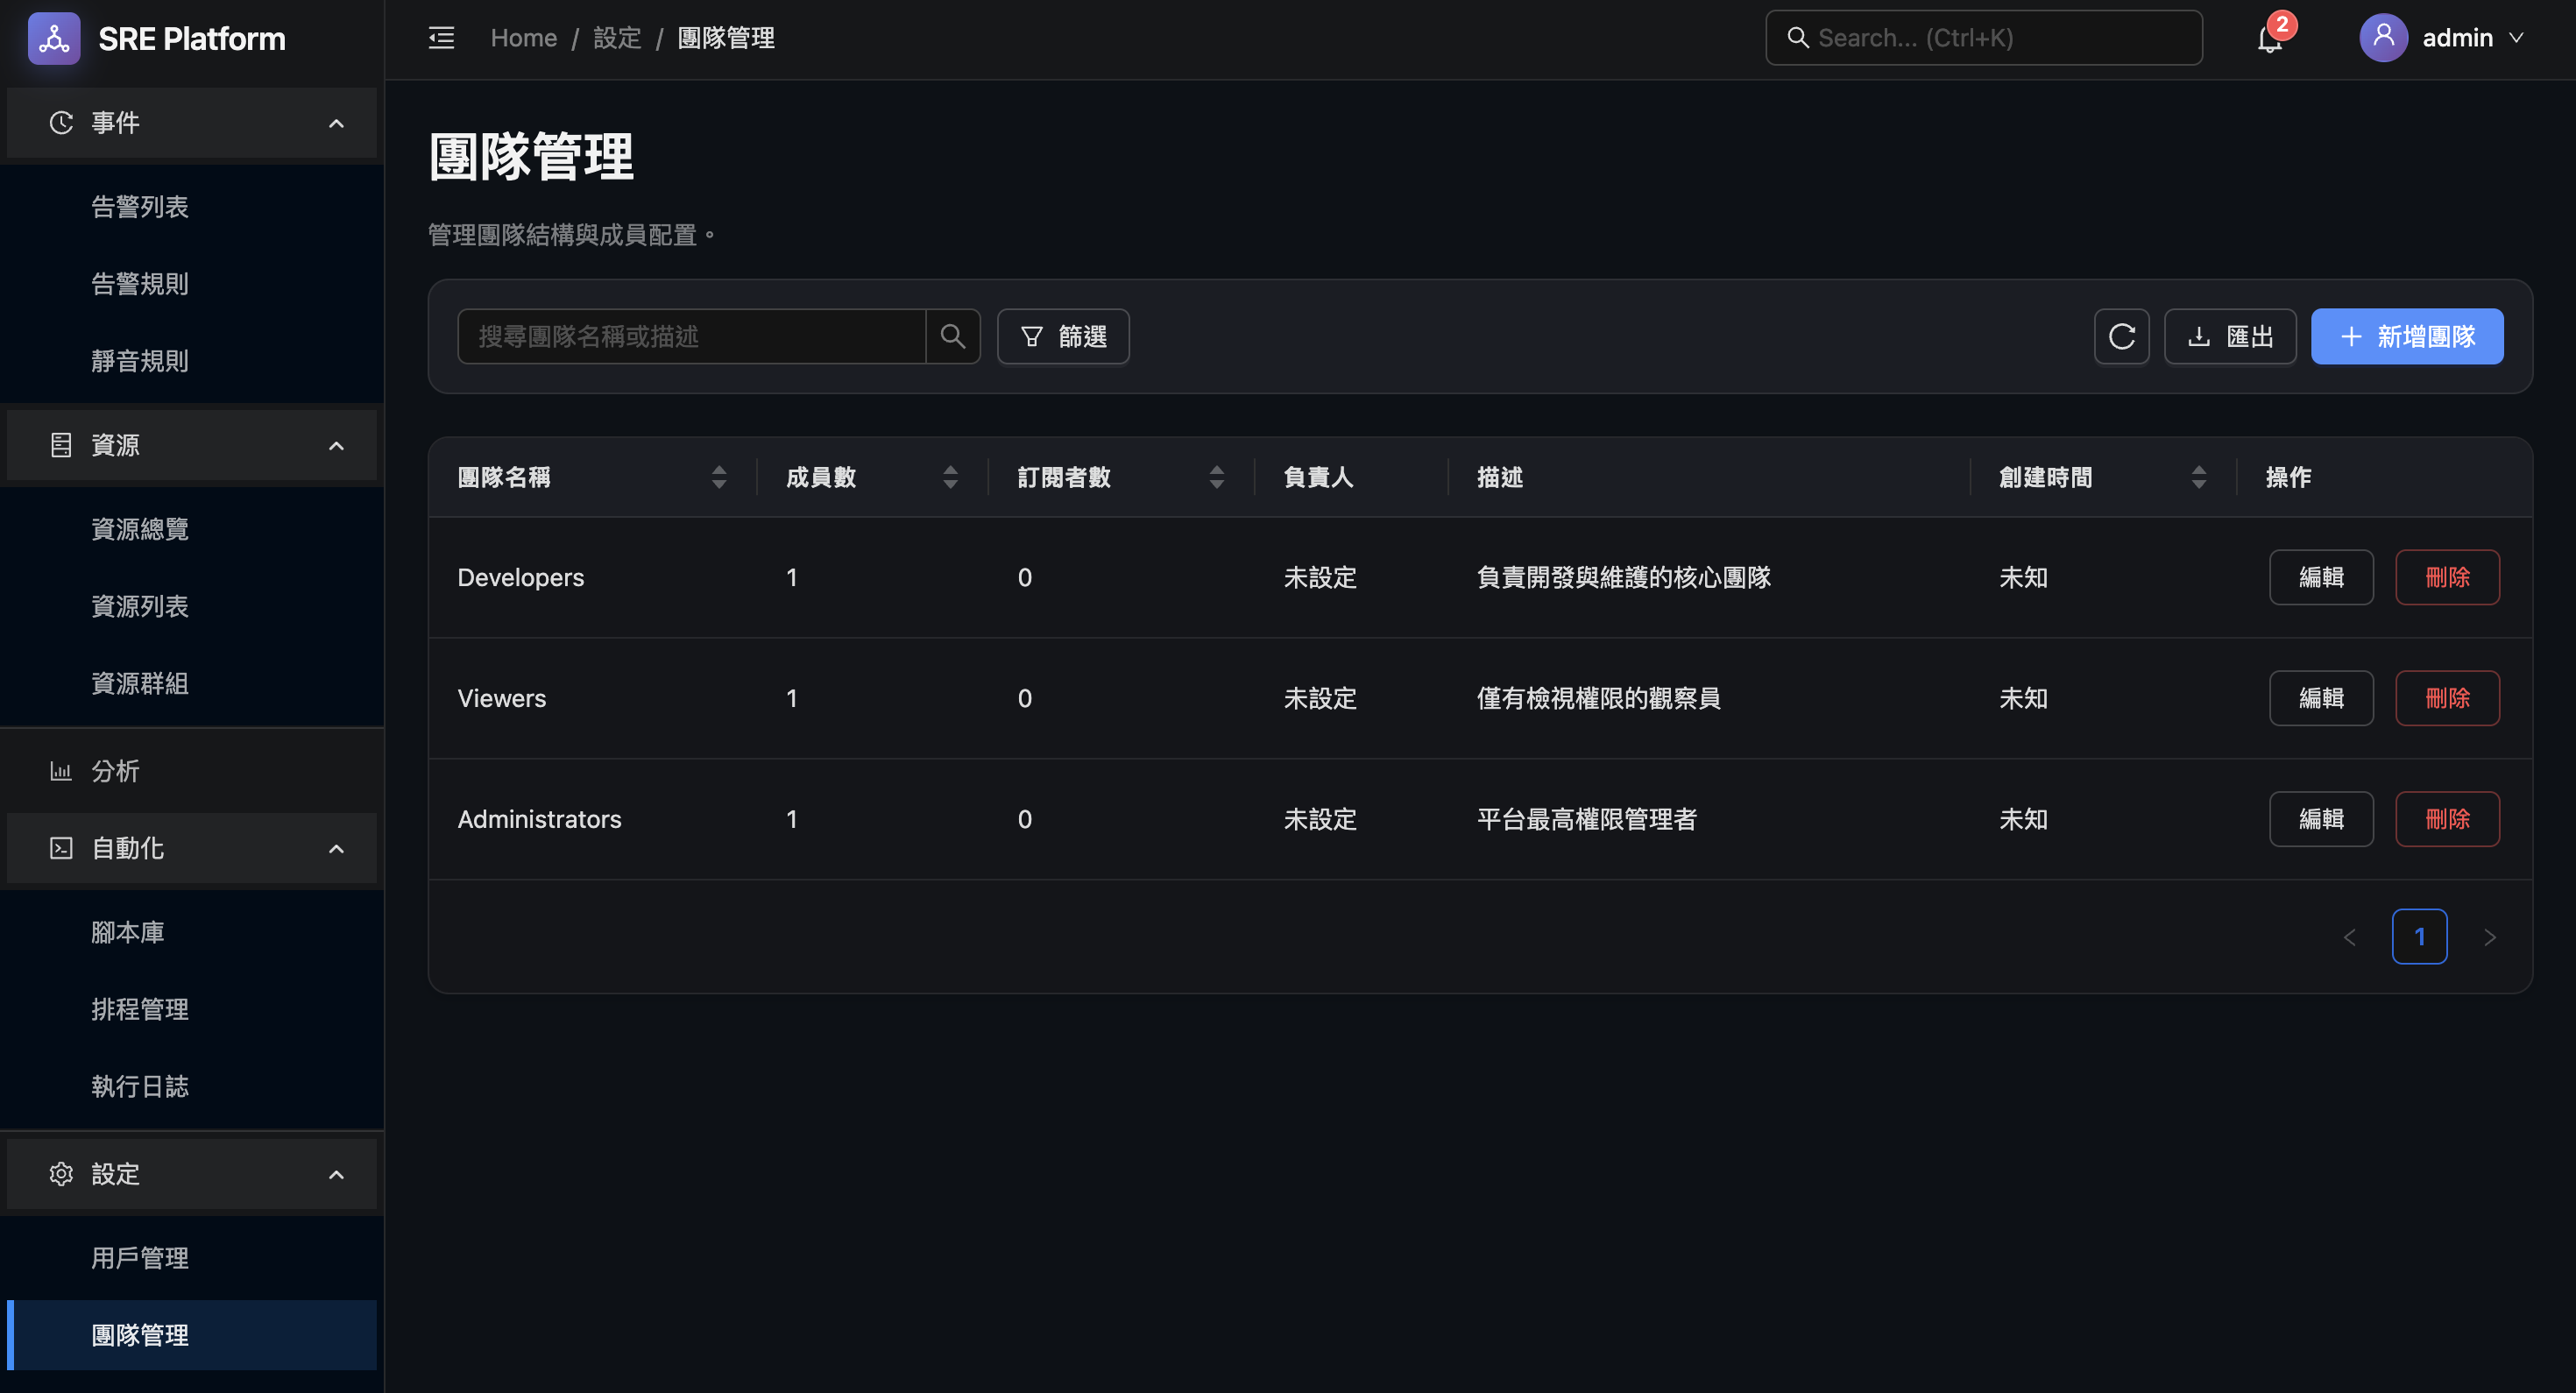 SRE Platform
Home / 設定 / 團隊管理
Search... (Ctrl+K)
2
admin
事件
告警列表
告警規則
靜音規則
資源
資源總覽
資源列表
資源群組
分析
自動化
腳本庫
排程管理
執行日誌
設定
用戶管理
團隊管理
團隊管理
管理團隊結構與成員配置。
搜尋團隊名稱或描述
篩選
匯出
新增團隊
團隊名稱 成員數 訂閱者數 負責人 描述 創建時間 操作
Developers 1 0 未設定 負責開發與維護的核心團隊 未知 編輯 刪除
Viewers 1 0 未設定 僅有檢視權限的觀察員 未知 編輯 刪除
Administrators 1 0 未設定 平台最高權限管理者 未知 編輯 刪除
1